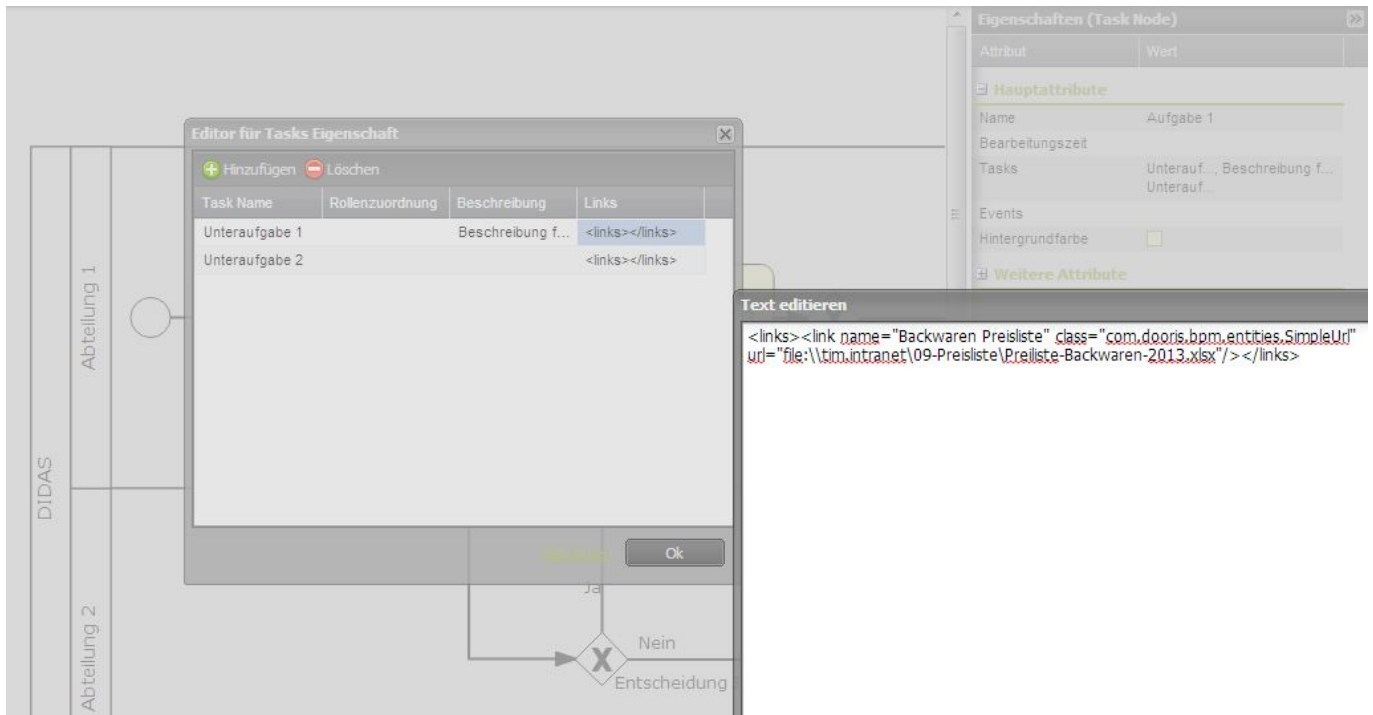 Eigenschaften (Task Node)
Attribut Wert
Hauptattribute
Name Aufgabe 1
Bearbeitungszeit
Tasks Unterauf..., Beschreibung f...
Unterauf...
Events
Hintergrundfarbe
Weitere Attribute
Editor für Tasks Eigenschaft
Hinzufügen Löschen
Task Name Rollenzuordnung Beschreibung Links
Unteraufgabe 1 Beschreibung f... <links></links>
Unteraufgabe 2 <links></links>
Ok
Text editieren
<links><link name="Backwaren Preisliste" class="com.dooris.bpm.entities.SimpleUrl"
url="file:\\tim.intranet\09-Preisliste\Preiliste-Backwaren-2013.xlsx"/></links>
DIDAS
Abteilung 1
Abteilung 2
Ja
Nein
X
Entscheidung